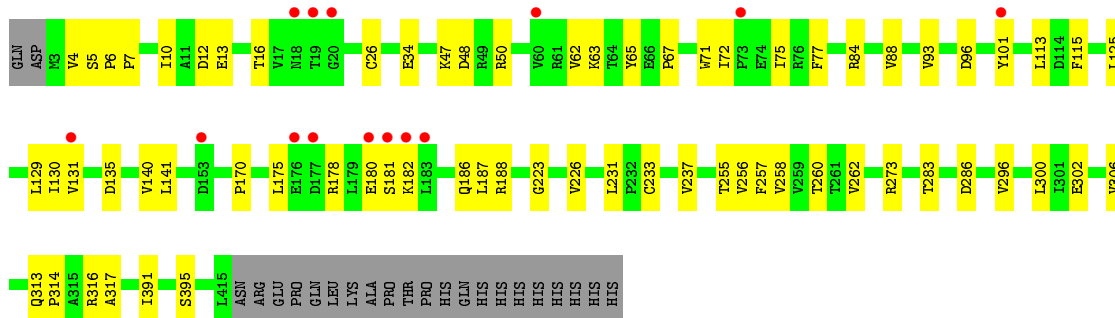 GLN ASP M3 V4 S5 P6 P7 I10 A11 D12 E13 T16 V17 N18 T19 G20 C26 E34 K47 D48 R49 R50 V60 R61 V62 K63 T64 Y65 E66 P67 W71 I72 P73 E74 I75 R76 F77 R84 V88 V93 D96 Y101 L113 D114 F115
L129 I130 V131 D135 V140 L141 D153 P170 L175 E176 D177 R178 L179 E180 S181 K182 L183 Q186 L187 R188 G223 V226 L231 P232 C233 V237 T255 V256 F257 V258 V259 T260 T261 V262 R273 T283 D286 V296 L300 I301 E302
Q313 P314 A315 R316 A317 I391 S395 L415 ASN ARG GLU PRO GLN LEU LYS ALA PRO THR PRO HIS GLN HIS HIS HIS HIS HIS HIS HIS HIS HIS